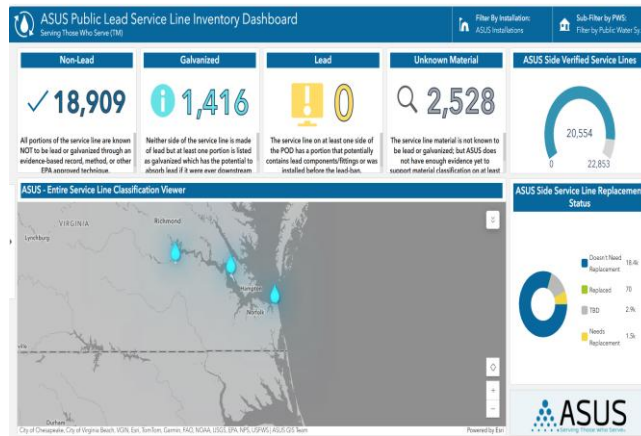 ASUS Public Lead Service Line Inventory Dashboard
Serving Those Who Serve (TM)
Filter By Installation:
ASUS Installations
Sub-Filter by PWS:
Filter by Public Water Sy
Non-Lead
18,909
All portions of the service line are known
NOT to be lead or galvanized through an
evidence-based record, method, or other
EPA approved technique.
Galvanized
1,416
Neither side of the service line is made
of lead but at least one portion is listed
as galvanized which has the potential to
absorb lead if it were ever downstream
Lead
0
The service line on at least one side of
the POD has a portion that potentially
contains lead components/fittings or was
installed before the lead-ban.
Unknown Material
2,528
The service line material is not known to
be lead or galvanized; but ASUS does
not have enough evidence yet to
support material classification on at least
ASUS Side Verified Service Lines
20,554
0
22,853
ASUS - Entire Service Line Classification Viewer
VIRGINIA
Richmond
Lynchburg
Hampton
Norfolk
Durham
City of Chesapeake, City of Virginia Beach, VGIN, Esri, TomTom, Garmin, FAO, NOAA, USGS, EPA, NPS, USFWS | ASUS GIS Team
Powered by Esri
ASUS Side Service Line Replacement
Status
Doesn't Need
Replacement 18.4k
Replaced 70
TBD 2.9k
Needs
Replacement 1.5k
ASUS
Serving Those Who Serve